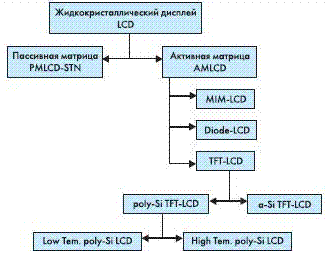 Жидкокристаллический дисплей
LCD
Пассивная матрица
PMLCD-STN
Активная матрица
AMLCD
MIM-LCD
Diode-LCD
TFT-LCD
poly-Si TFT-LCD
α-Si TFT-LCD
Low Tem. poly-Si LCD
High Tem. poly-Si LCD